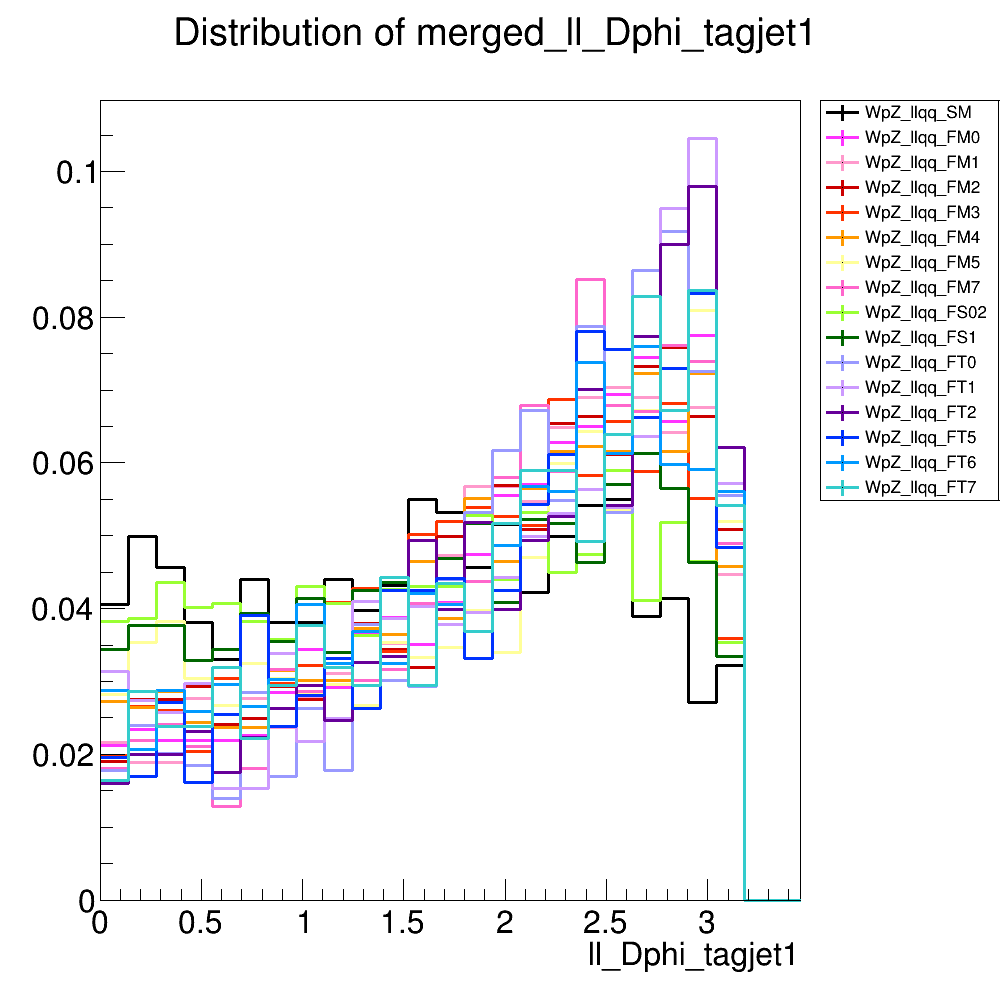 Distribution of merged_ll_Dphi_tagjet1
0.1
0.08
0.06
0.04
0.02
0
0 0.5 1 1.5 2 2.5 3
ll_Dphi_tagjet1
WpZ_llqq_SM
WpZ_llqq_FM0
WpZ_llqq_FM1
WpZ_llqq_FM2
WpZ_llqq_FM3
WpZ_llqq_FM4
WpZ_llqq_FM5
WpZ_llqq_FM7
WpZ_llqq_FS02
WpZ_llqq_FS1
WpZ_llqq_FT0
WpZ_llqq_FT1
WpZ_llqq_FT2
WpZ_llqq_FT5
WpZ_llqq_FT6
WpZ_llqq_FT7